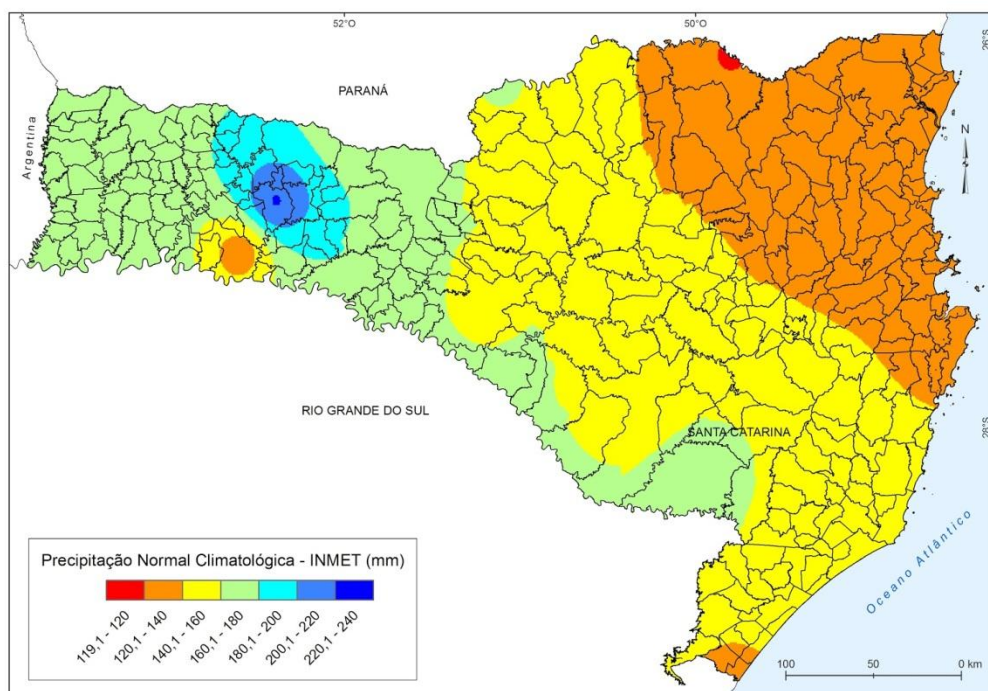 52°O
50°O
26°S
PARANÁ
Argentina
N
RIO GRANDE DO SUL
SANTA CATARINA
28°S
Oceano Atlântico
Precipitação Normal Climatológica - INMET (mm)
119,1 - 120
120,1 - 140
140,1 - 160
160,1 - 180
180,1 - 200
200,1 - 220
220,1 - 240
100 50 0 km